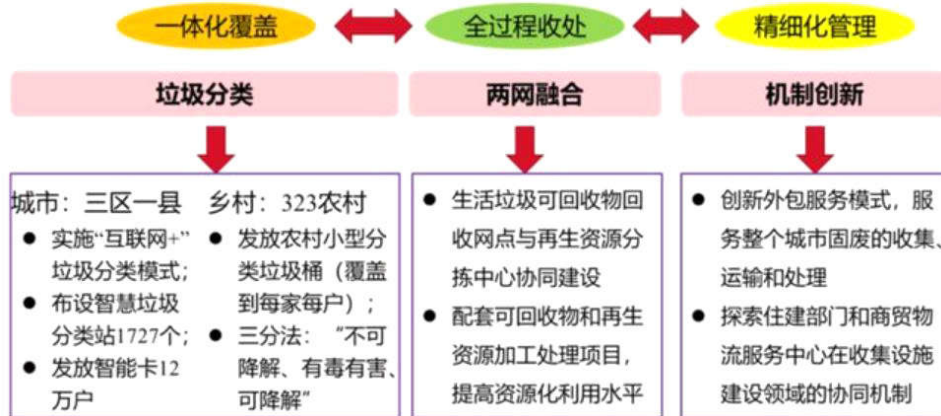 一体化覆盖
全过程收处
精细化管理
垃圾分类
两网融合
机制创新
城市：三区一县
● 实施“互联网+”
垃圾分类模式；
● 布设智慧垃圾
分类站1727个；
● 发放智能卡12
万户
乡村：323农村
● 发放农村小型分
类垃圾桶（覆盖
到每家每户）；
● 三分法：“不可
降解、有毒有害、
可降解”
● 生活垃圾可回收物回
收网点与再生资源分
拣中心协同建设
● 配套可回收物和再生
资源加工处理项目，
提高资源化利用水平
● 创新外包服务模式，服
务整个城市固废的收集、
运输和处理
● 探索住建部门和商贸物
流服务中心在收集设施
建设领域的协同机制